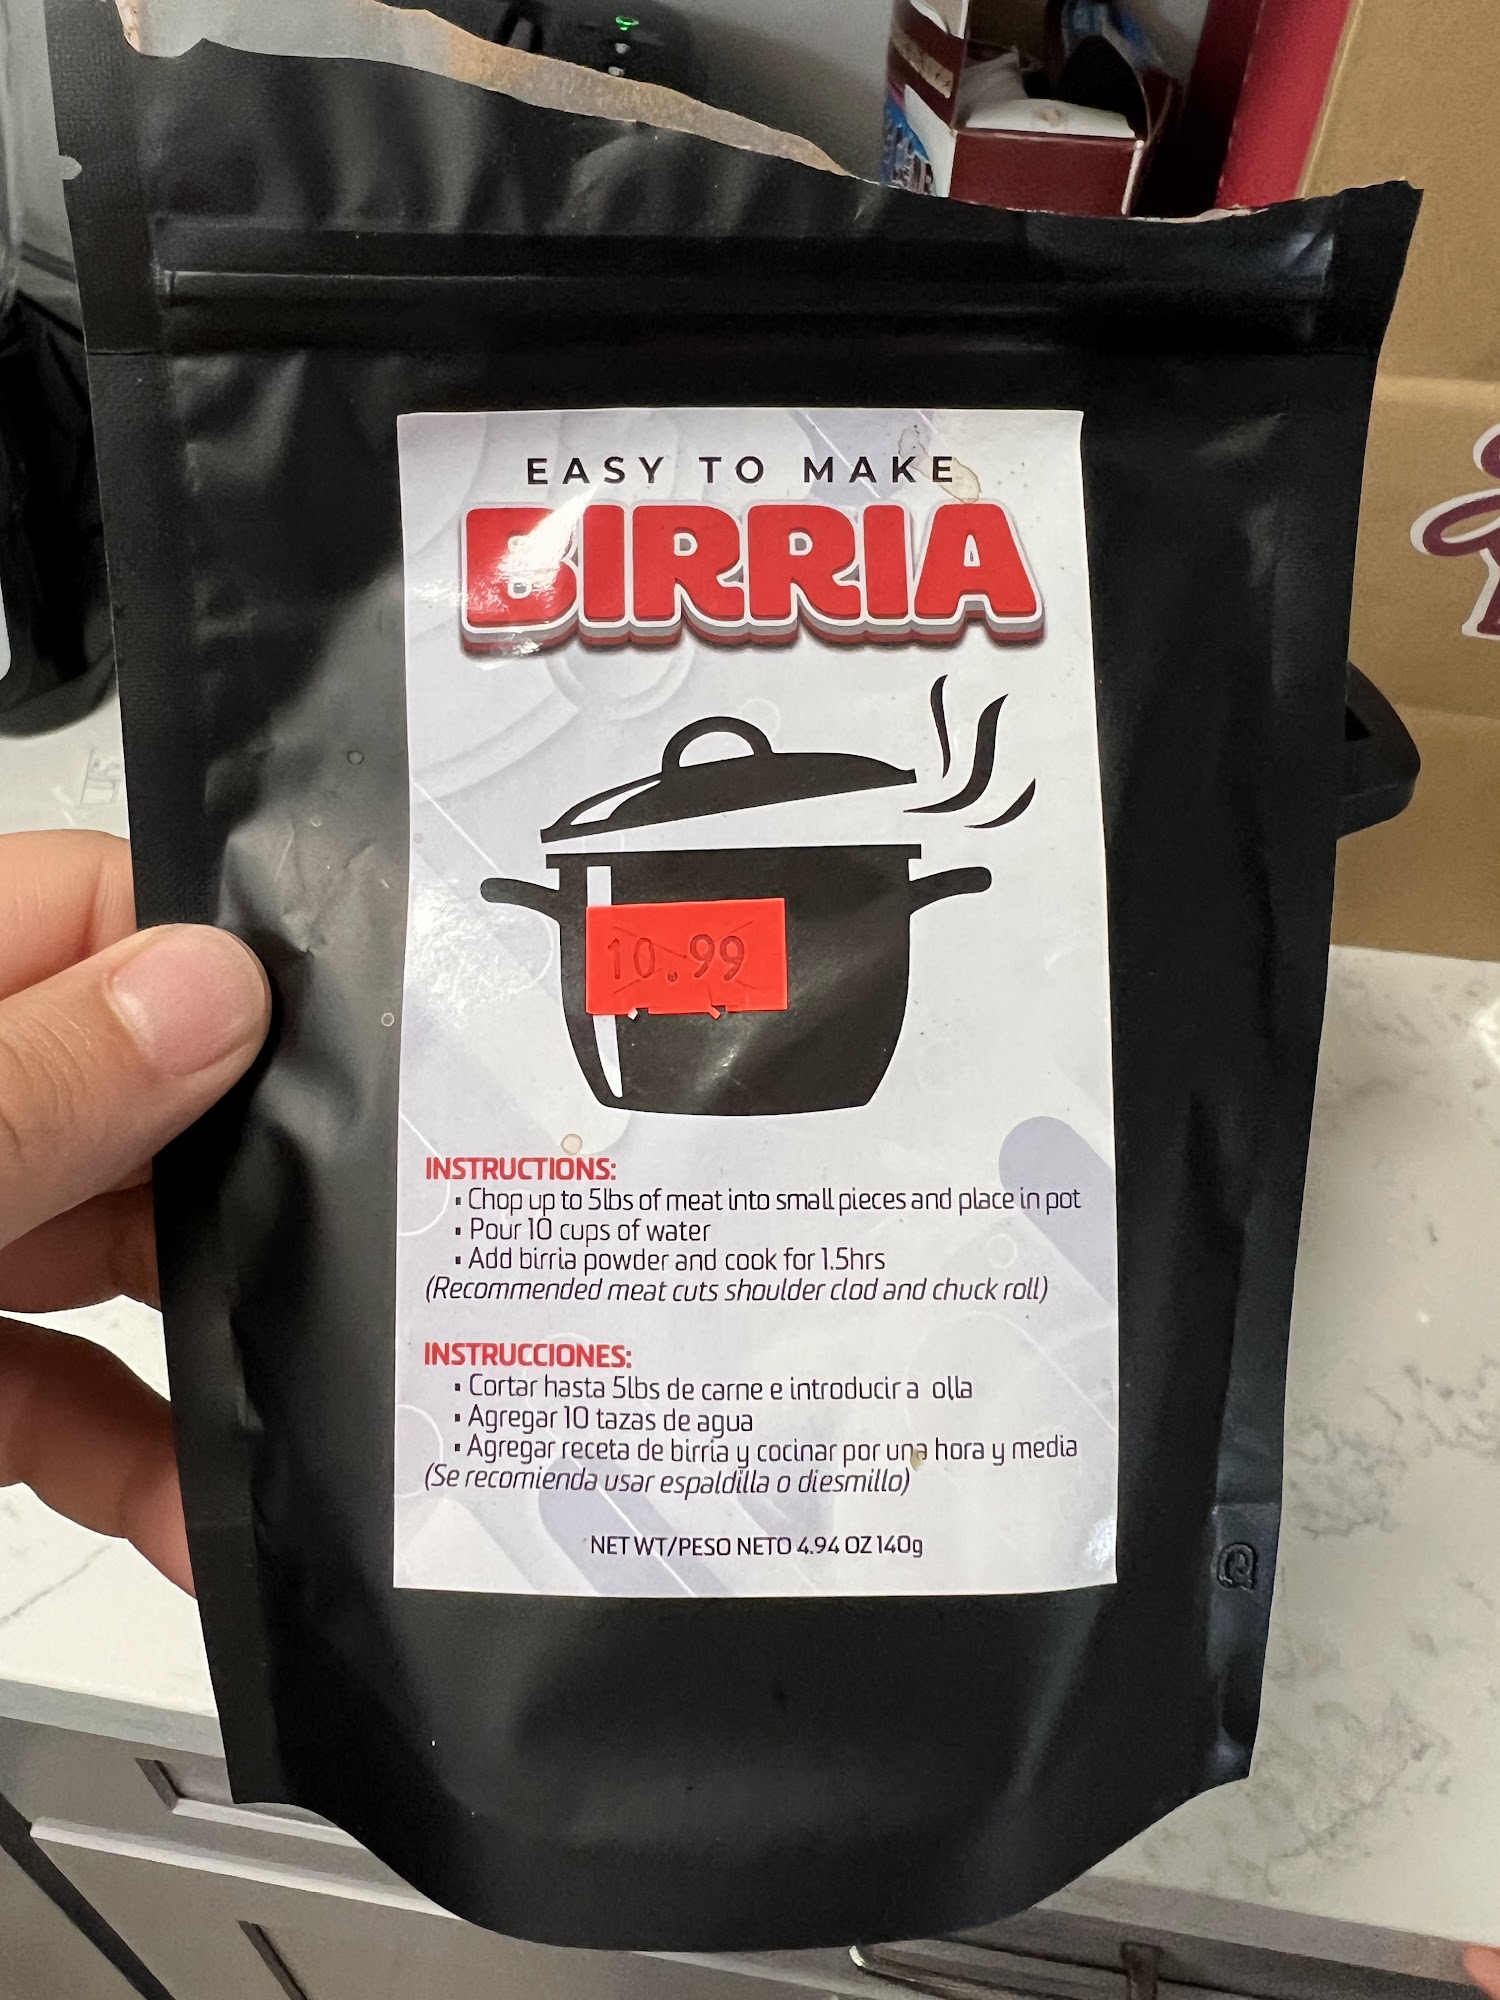 EASY TO MAKE
BIRRIA
10.99
INSTRUCTIONS:
▪ Chop up to 5lbs of meat into small pieces and place in pot
▪ Pour 10 cups of water
▪ Add birria powder and cook for 1.5hrs
(Recommended meat cuts shoulder clod and chuck roll)
INSTRUCCIONES:
▪ Cortar hasta 5lbs de carne e introducir a olla
▪ Agregar 10 tazas de agua
▪ Agregar receta de birria y cocinar por una hora y media
(Se recomienda usar espaldilla o diesmillo)
NET WT/PESO NETO 4.94 OZ 140g